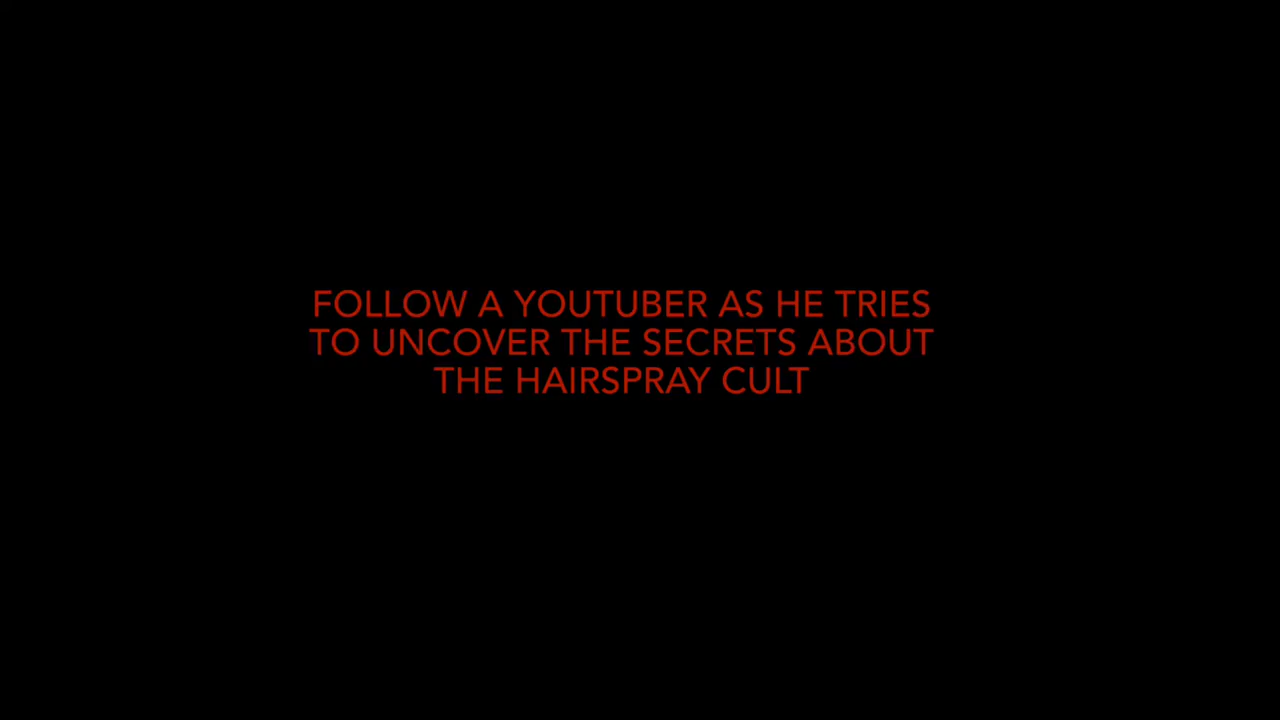 FOLLOW A YOUTUBER AS HE TRIES
TO UNCOVER THE SECRETS ABOUT
THE HAIRSPRAY CULT